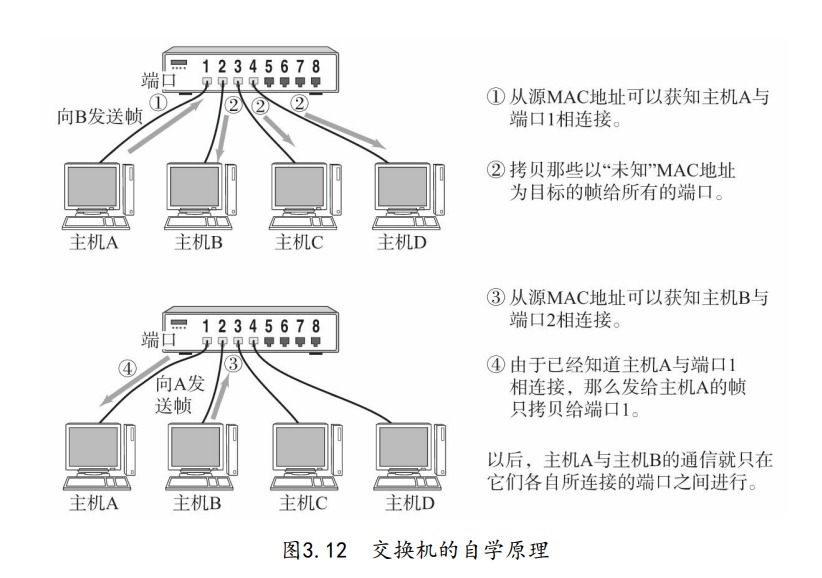 1 2 3 4 5 6 7 8
端口
①
②
②
②
向B发送帧
主机A
主机B
主机C
主机D
① 从源MAC地址可以获知主机A与
端口1相连接。
② 拷贝那些以“未知”MAC地址
为目标的帧给所有的端口。
1 2 3 4 5 6 7 8
端口
④
③
向A发
送帧
主机A
主机B
主机C
主机D
③ 从源MAC地址可以获知主机B与
端口2相连接。
④ 由于已经知道主机A与端口1
相连接，那么发给主机A的帧
只拷贝给端口1。
以后，主机A与主机B的通信就只在
它们各自所连接的端口之间进行。
图3.12 交换机的自学原理